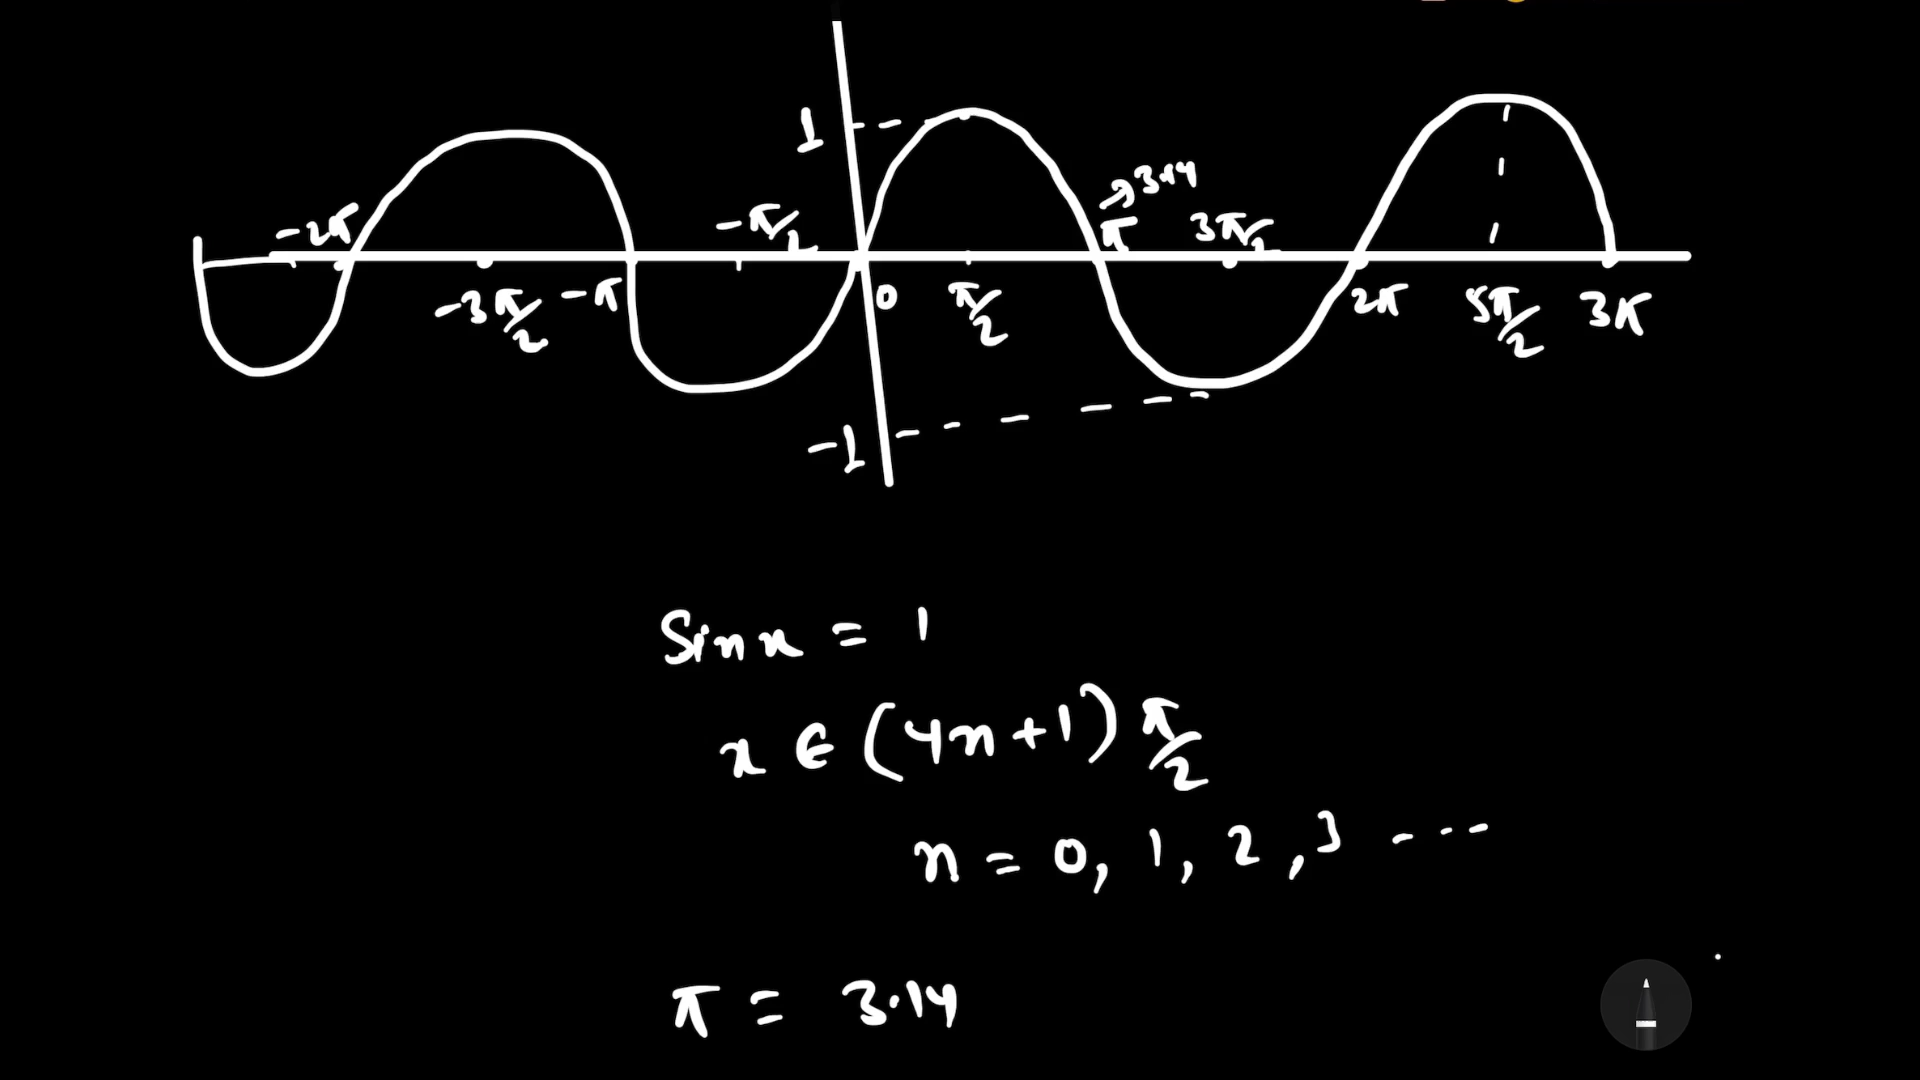 1
→ 3.14
-2π -π/2 π 3π/2
-3π/2 -π 0 π/2 2π 5π/2 3π
-1
Sinx = 1
x ∈ (4n+1) π/2
n = 0, 1, 2, 3 ----
π = 3.14